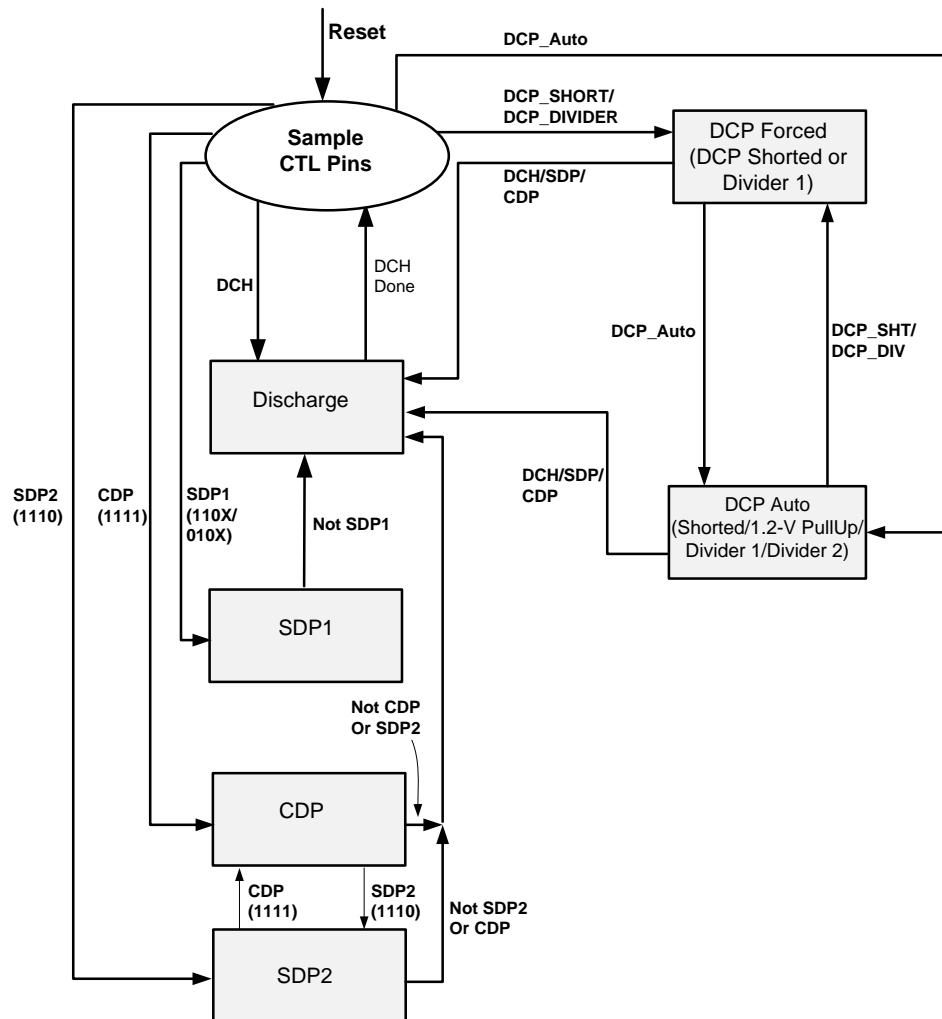 Reset
DCP_Auto
Sample
CTL Pins
DCP_SHORT/
DCP_DIVIDER
DCP Forced
(DCP Shorted or
Divider 1)
DCH/SDP/
CDP
DCH
DCH
Done
DCP_Auto
DCP_SHT/
DCP_DIV
Discharge
SDP2
(1110)
CDP
(1111)
SDP1
(110X/
010X)
Not SDP1
DCH/SDP/
CDP
DCP Auto
(Shorted/1.2-V PullUp/
Divider 1/Divider 2)
SDP1
Not CDP
Or SDP2
CDP
CDP
(1111)
SDP2
(1110)
Not SDP2
Or CDP
SDP2